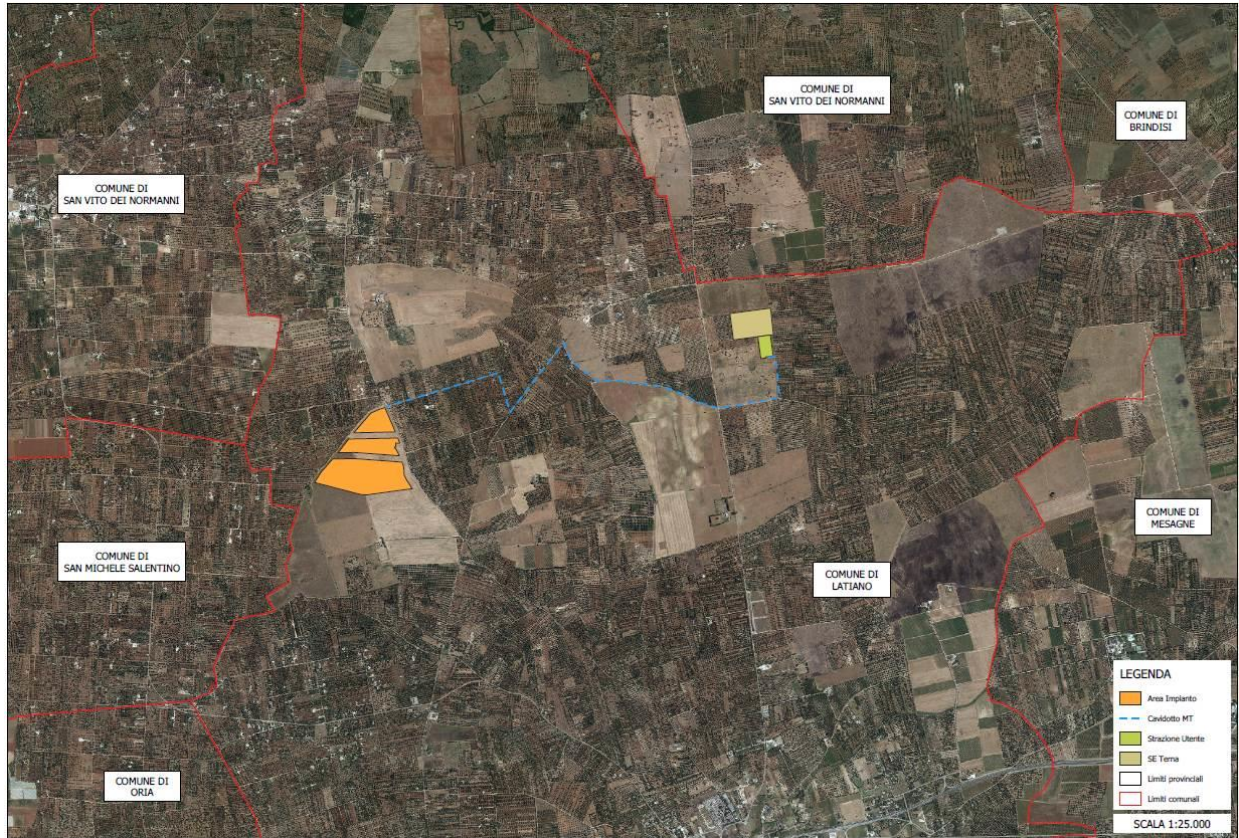 COMUNE DI
SAN VITO DEI NORMANNI
COMUNE DI
BRINDISI
COMUNE DI
SAN VITO DEI NORMANNI
COMUNE DI
MESAGNE
COMUNE DI
SAN MICHELE SALENTINO
COMUNE DI
LATIANO
COMUNE DI
ORIA
LEGENDA
Area Impianto
Cavidotto MT
Strazione Utente
SE Terna
Limiti provinciali
Limiti comunali
SCALA 1:25.000